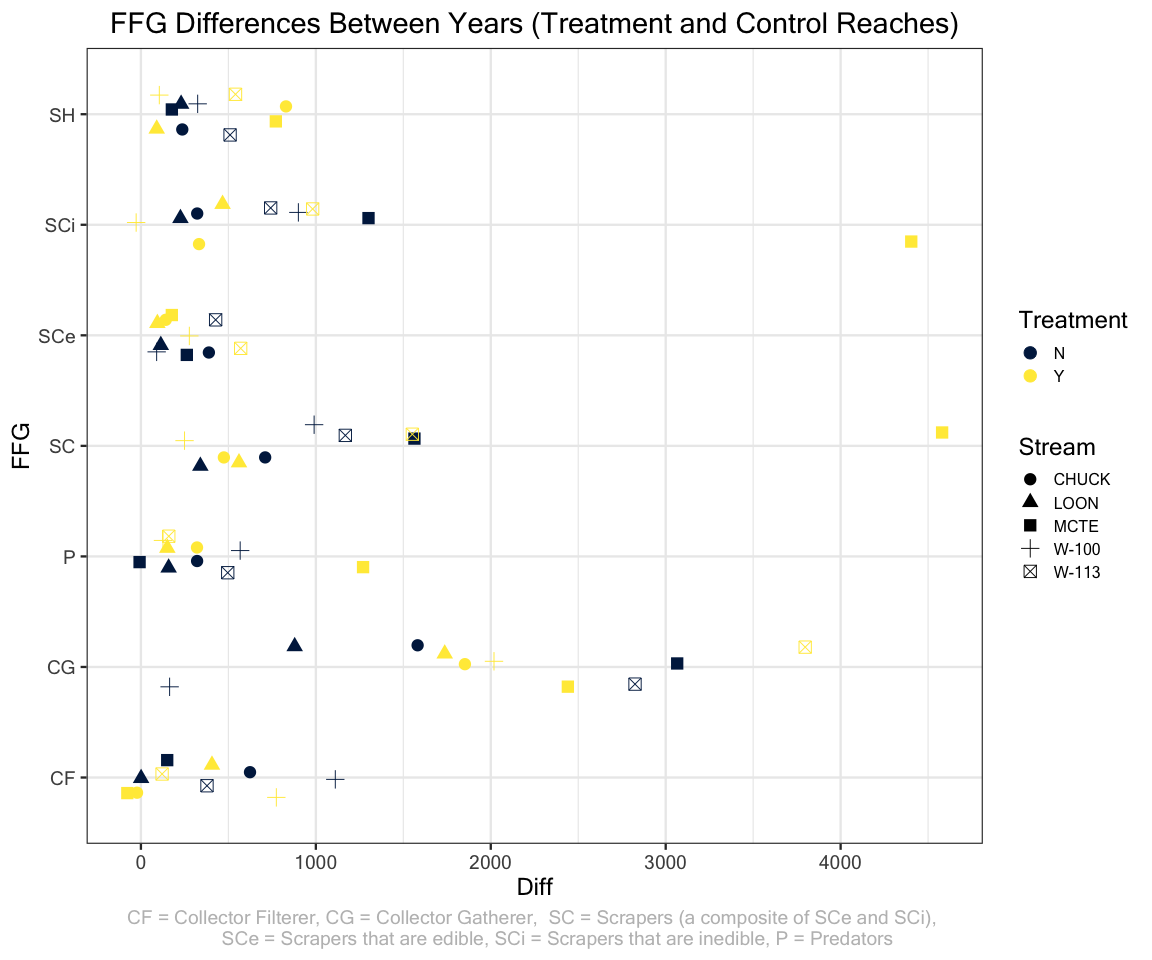 FFG Differences Between Years (Treatment and Control Reaches)
SH
SCi
SCe
SC
P
CG
CF
FFG
0 1000 2000 3000 4000
Diff
Treatment
N
Y
Stream
CHUCK
LOON
MCTE
W-100
W-113
CF = Collector Filterer, CG = Collector Gatherer,  SC = Scrapers (a composite of SCe and SCi),
SCe = Scrapers that are edible, SCi = Scrapers that are inedible, P = Predators